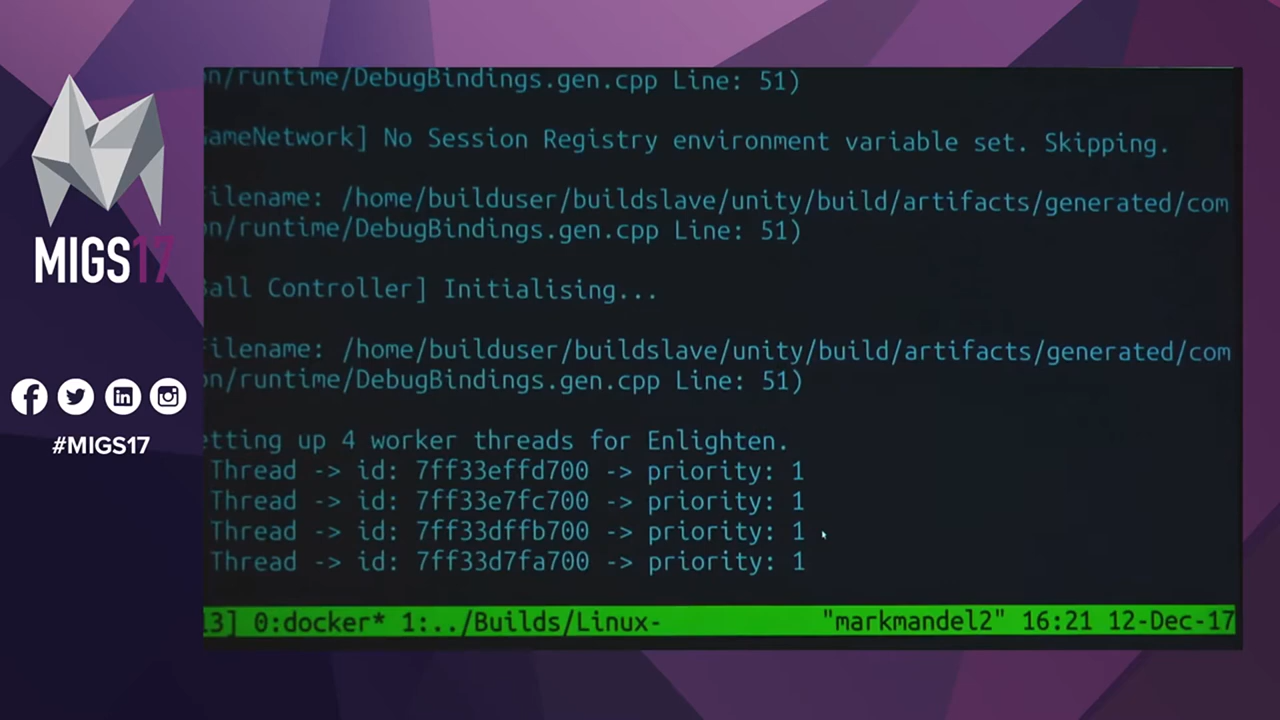 MIGS17
#MIGS17
n/runtime/DebugBindings.gen.cpp Line: 51)
GameNetwork] No Session Registry environment variable set. Skipping.
ilename: /home/builduser/buildslave/unity/build/artifacts/generated/com
n/runtime/DebugBindings.gen.cpp Line: 51)
Ball Controller] Initialising...
ilename: /home/builduser/buildslave/unity/build/artifacts/generated/com
n/runtime/DebugBindings.gen.cpp Line: 51)
etting up 4 worker threads for Enlighten.
Thread -> id: 7ff33effd700 -> priority: 1
Thread -> id: 7ff33e7fc700 -> priority: 1
Thread -> id: 7ff33dffb700 -> priority: 1
Thread -> id: 7ff33d7fa700 -> priority: 1
13] 0:docker* 1:../Builds/Linux- "markmandel2" 16:21 12-Dec-17